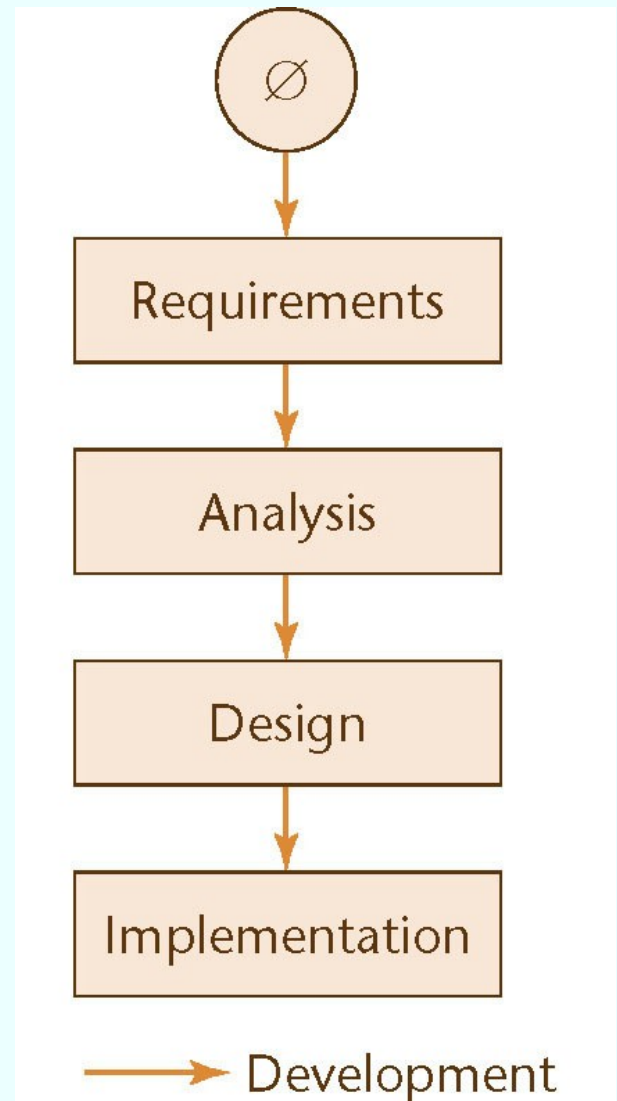 ∅
Requirements
Analysis
Design
Implementation
Development